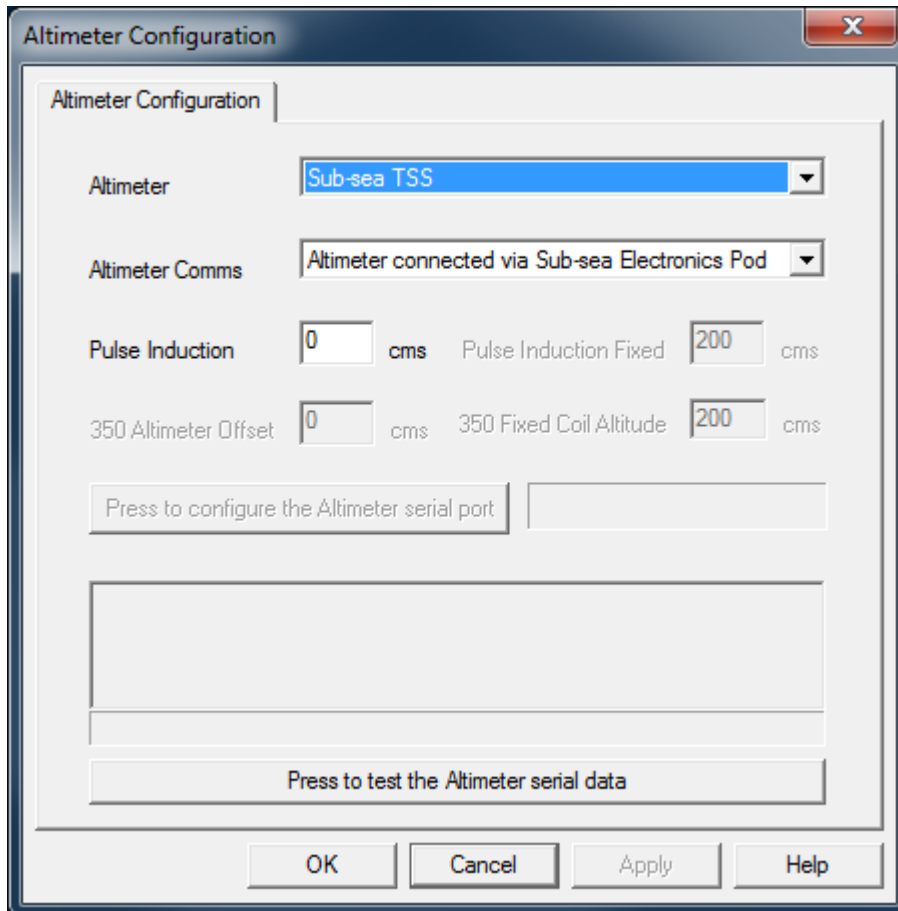 Altimeter Configuration
Altimeter Configuration
Altimeter Sub-sea TSS
Altimeter Comms Altimeter connected via Sub-sea Electronics Pod
Pulse Induction 0 cms Pulse Induction Fixed 200 cms
350 Altimeter Offset 0 cms 350 Fixed Coil Altitude 200 cms
Press to configure the Altimeter serial port
Press to test the Altimeter serial data
OK Cancel Apply Help